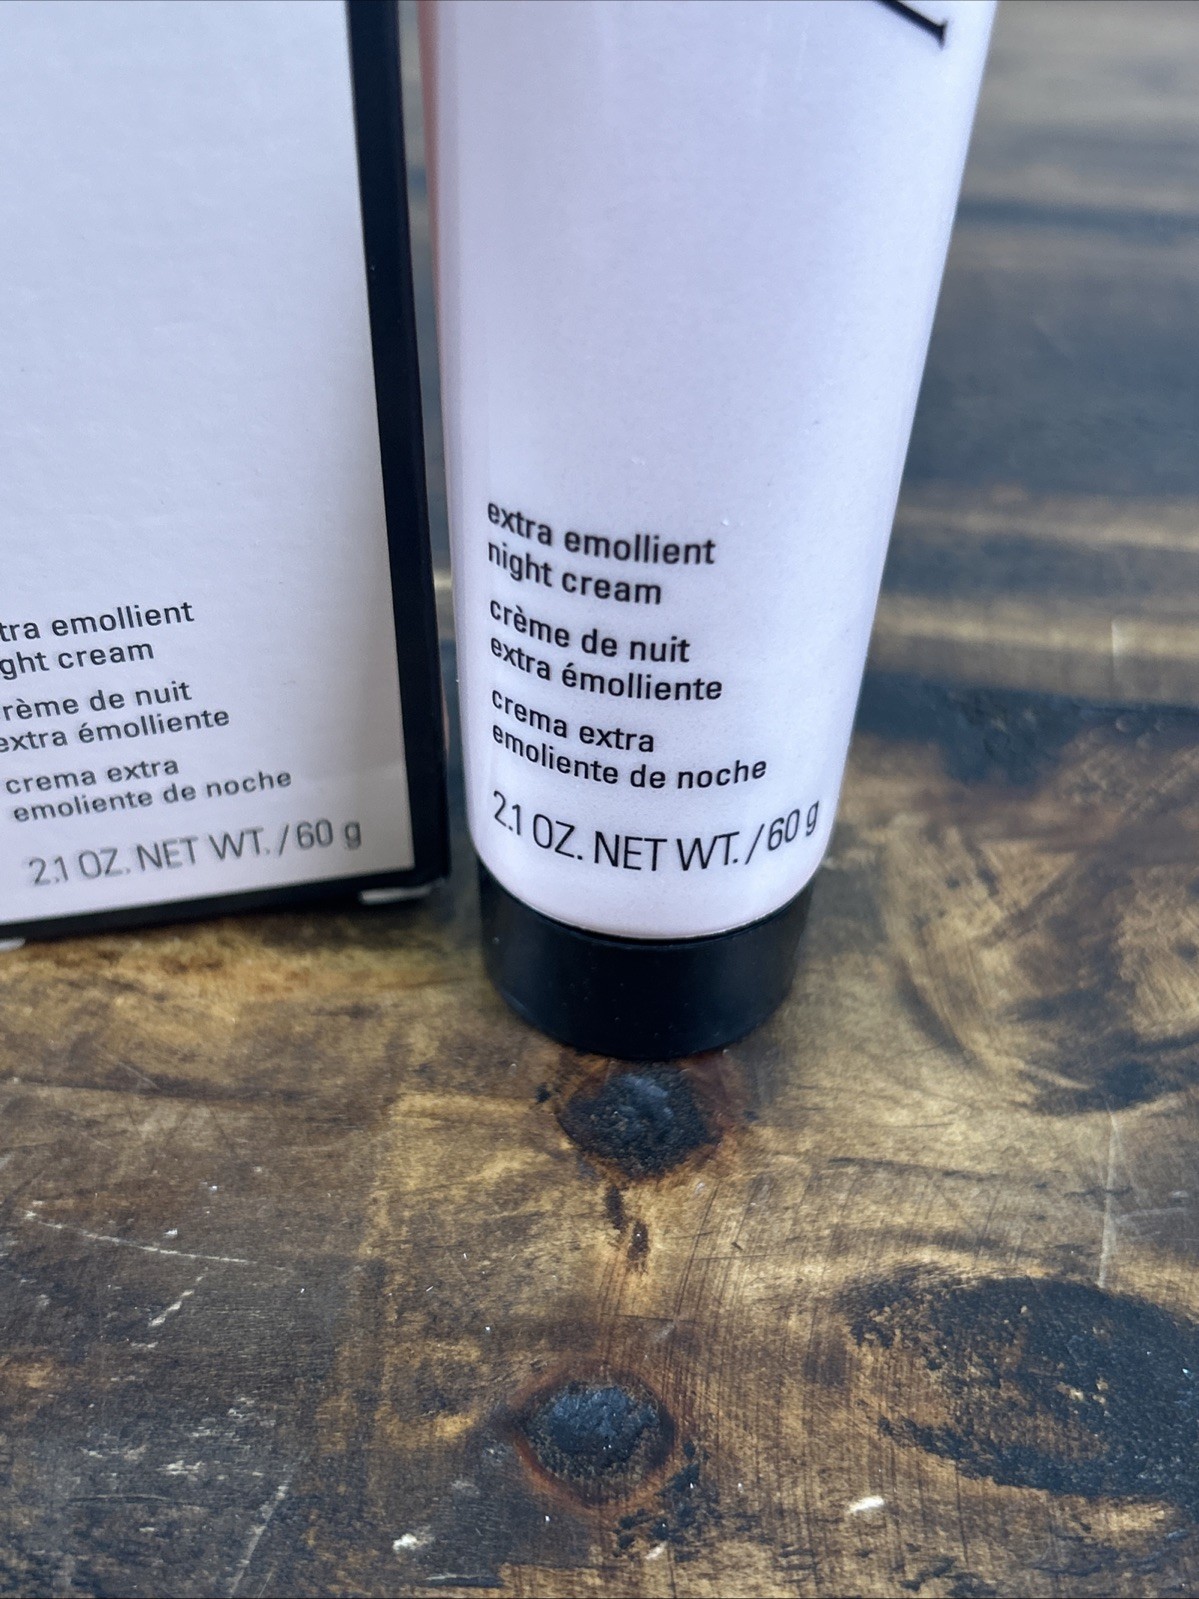 tra emollient
ght cream
rème de nuit
extra émolliente
crema extra
emoliente de noche
2.1 OZ. NET WT. / 60 g
extra emollient
night cream
crème de nuit
extra émolliente
crema extra
emoliente de noche
2.1 OZ. NET WT. / 60 g